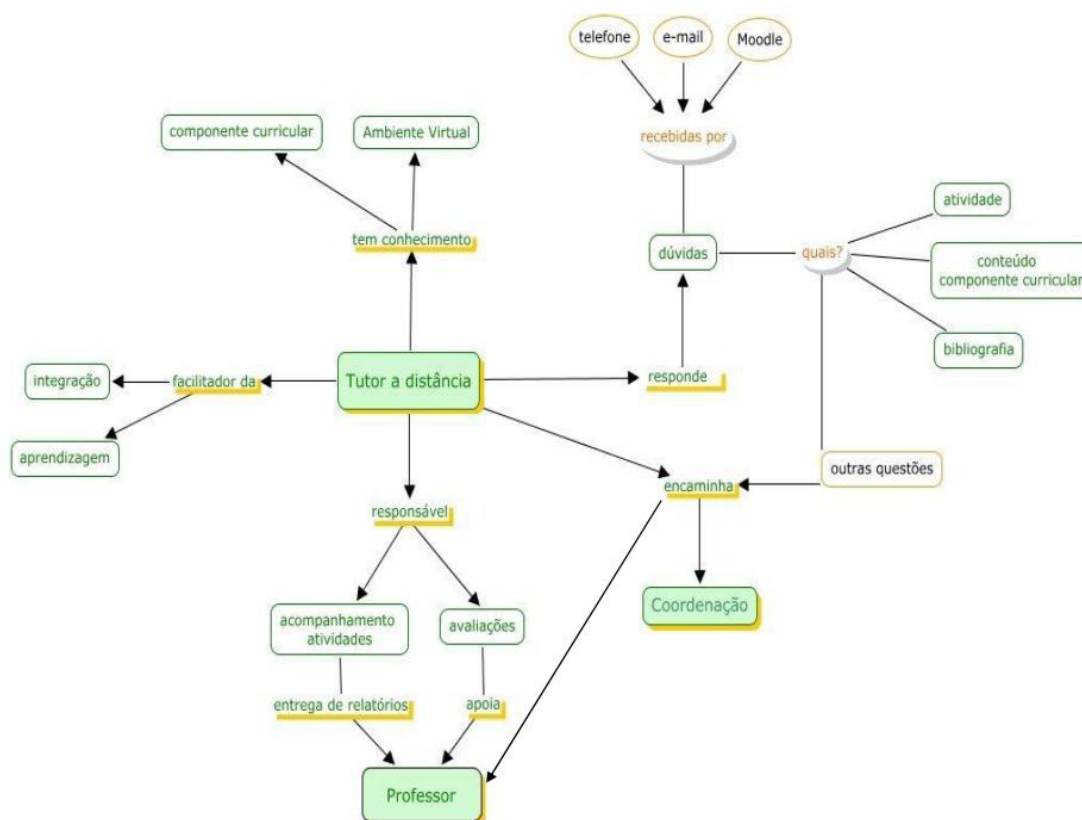 telefone
e-mail
Moodle
recebidas por
componente curricular
Ambiente Virtual
atividade
tem conhecimento
dúvidas
quais?
conteúdo
componente curricular
bibliografia
integração
facilitador da
Tutor a distância
responde
aprendizagem
outras questões
encaminha
responsável
Coordenação
acompanhamento
atividades
avaliações
entrega de relatórios
apoia
Professor